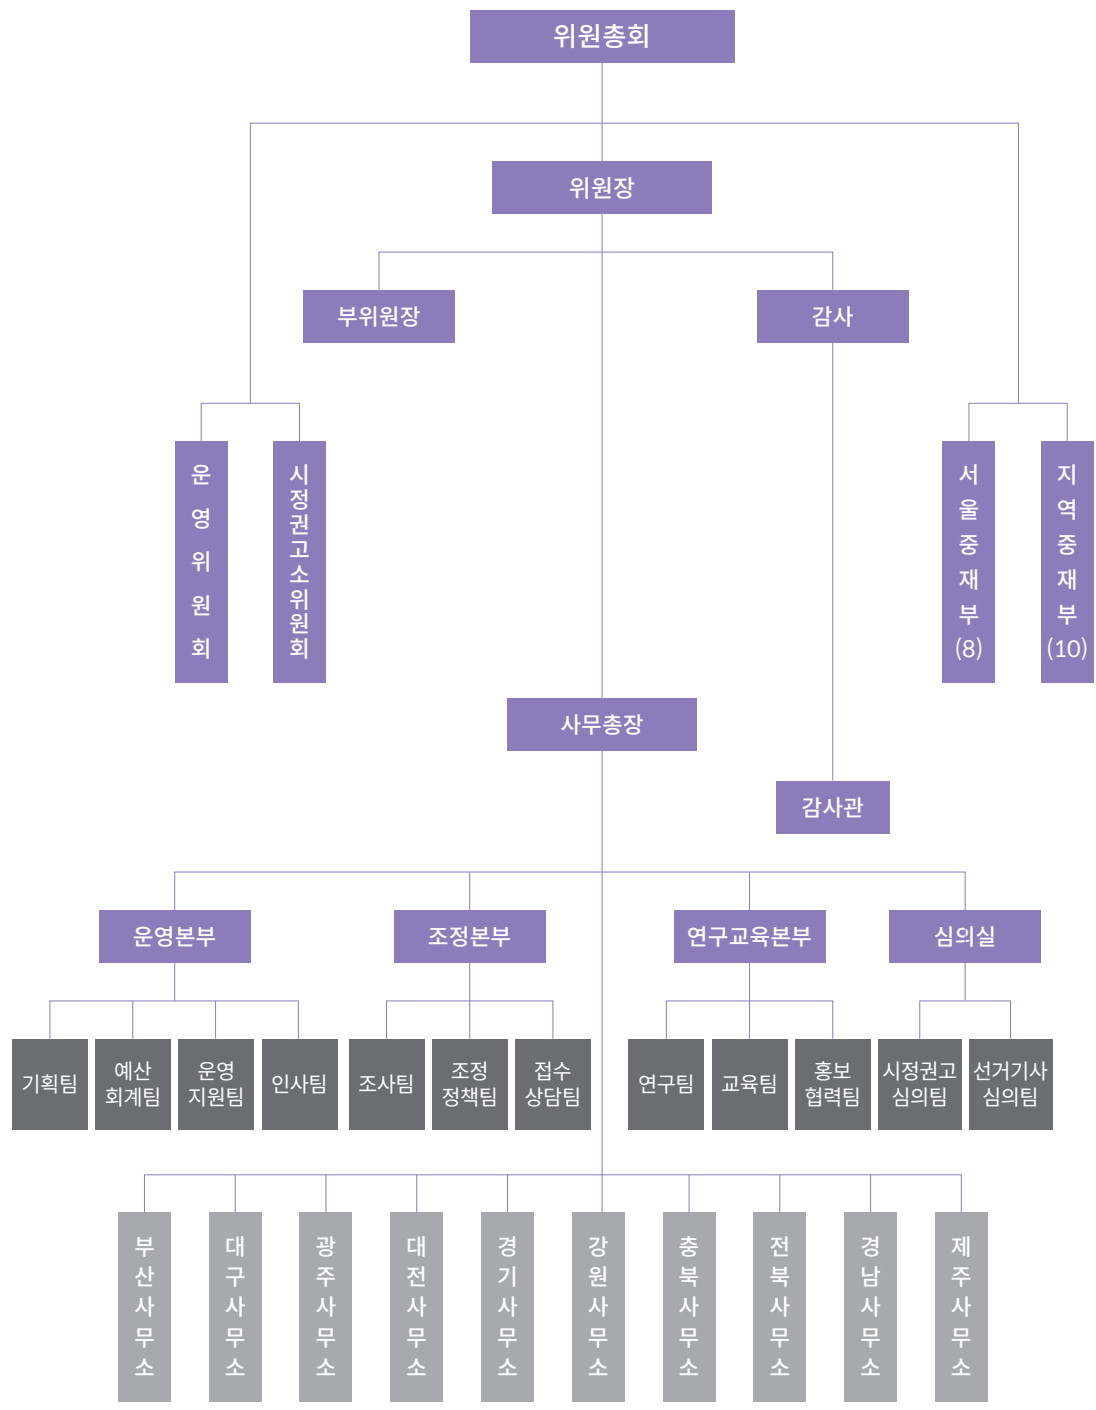 위원총회
위원장
부위원장
감사
운영위원회
시정권고소위원회
서울중재부
(8)
지역중재부
(10)
사무총장
감사관
운영본부
조정본부
연구교육본부
심의실
기획팀
예산
회계팀
운영
지원팀
인사팀
조사팀
조정
정책팀
접수
상담팀
연구팀
교육팀
홍보
협력팀
시정권고
심의팀
선거기사
심의팀
부산사무소
대구사무소
광주사무소
대전사무소
경기사무소
강원사무소
충북사무소
전북사무소
경남사무소
제주사무소